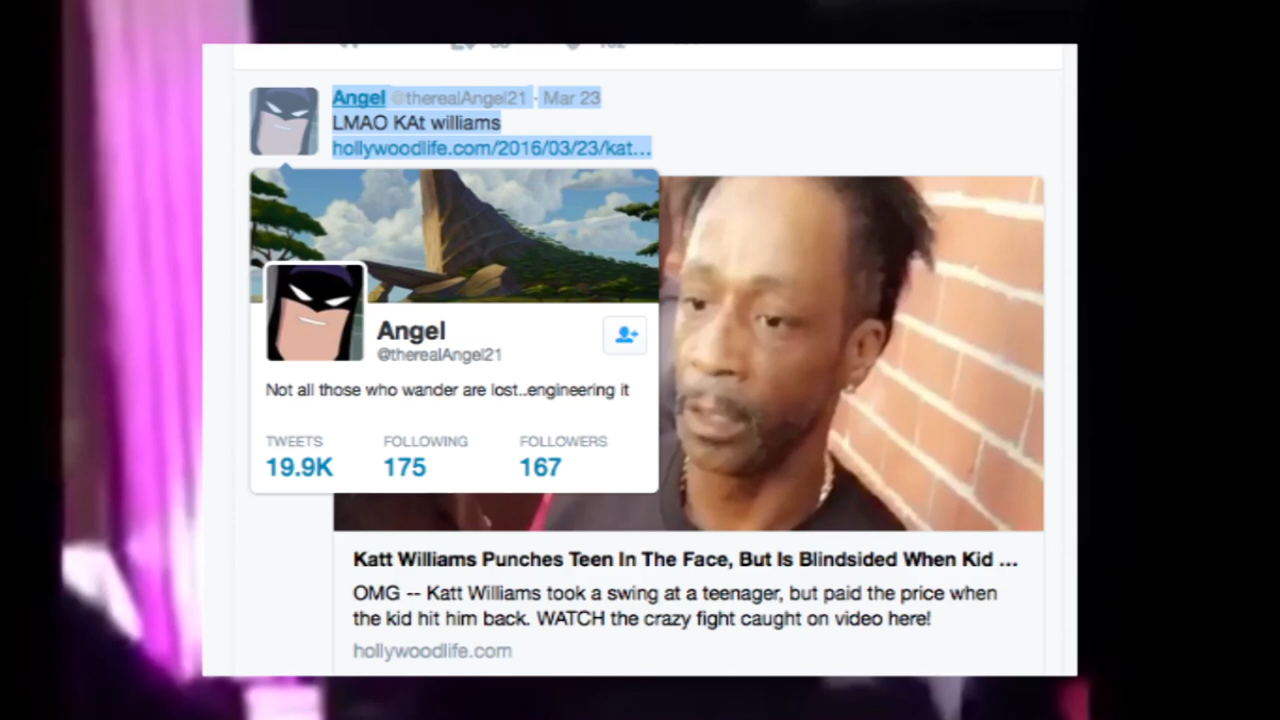 Angel @therealAngel21 · Mar 23
LMAO KAt williams
hollywoodlife.com/2016/03/23/kat...
Angel
@therealAngel21
Not all those who wander are lost..engineering it
TWEETS FOLLOWING FOLLOWERS
19.9K 175 167
Katt Williams Punches Teen In The Face, But Is Blindsided When Kid ...
OMG -- Katt Williams took a swing at a teenager, but paid the price when
the kid hit him back. WATCH the crazy fight caught on video here!
hollywoodlife.com